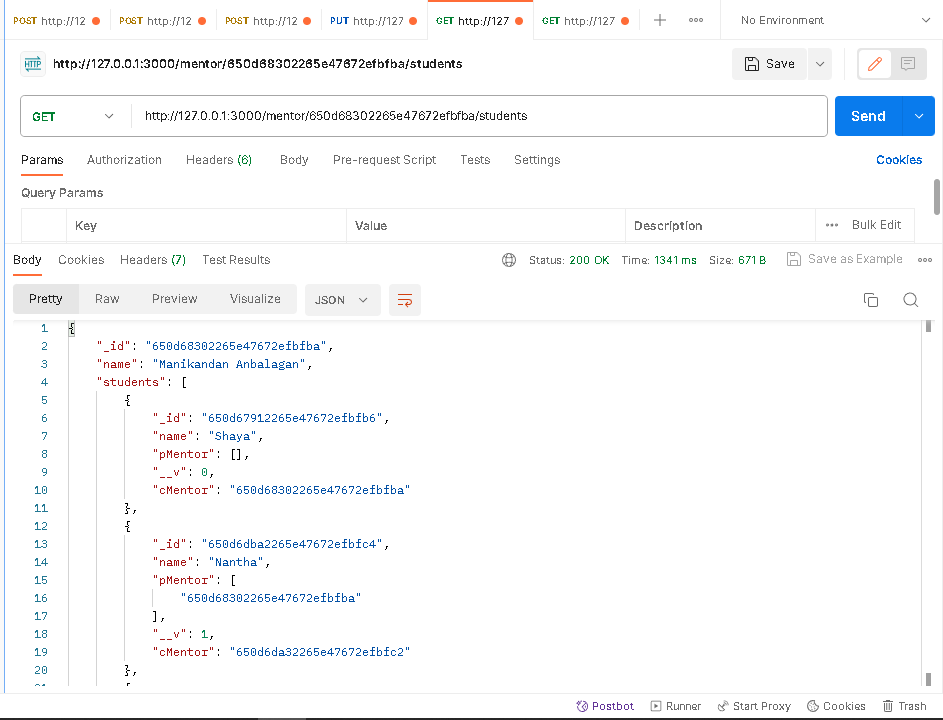 POST http://12 POST http://12 POST http://12 PUT http://127 GET http://127 GET http://127 No Environment
HTTP http://127.0.0.1:3000/mentor/650d68302265e47672efbfba/students Save
GET http://127.0.0.1:3000/mentor/650d68302265e47672efbfba/students Send
Params Authorization Headers (6) Body Pre-request Script Tests Settings Cookies
Query Params
Key Value Description Bulk Edit
Body Cookies Headers (7) Test Results Status: 200 OK Time: 1341 ms Size: 671 B Save as Example
Pretty Raw Preview Visualize JSON
1 {
2 "_id": "650d68302265e47672efbfba",
3 "name": "Manikandan Anbalagan",
4 "students": [
5 {
6 "_id": "650d67912265e47672efbfb6",
7 "name": "Shaya",
8 "pMentor": [],
9 "__v": 0,
10 "cMentor": "650d68302265e47672efbfba"
11 },
12 {
13 "_id": "650d6dba2265e47672efbfc4",
14 "name": "Nantha",
15 "pMentor": [
16 "650d68302265e47672efbfba"
17 ],
18 "__v": 1,
19 "cMentor": "650d6da32265e47672efbfc2"
20 },
Postbot Runner Start Proxy Cookies Trash